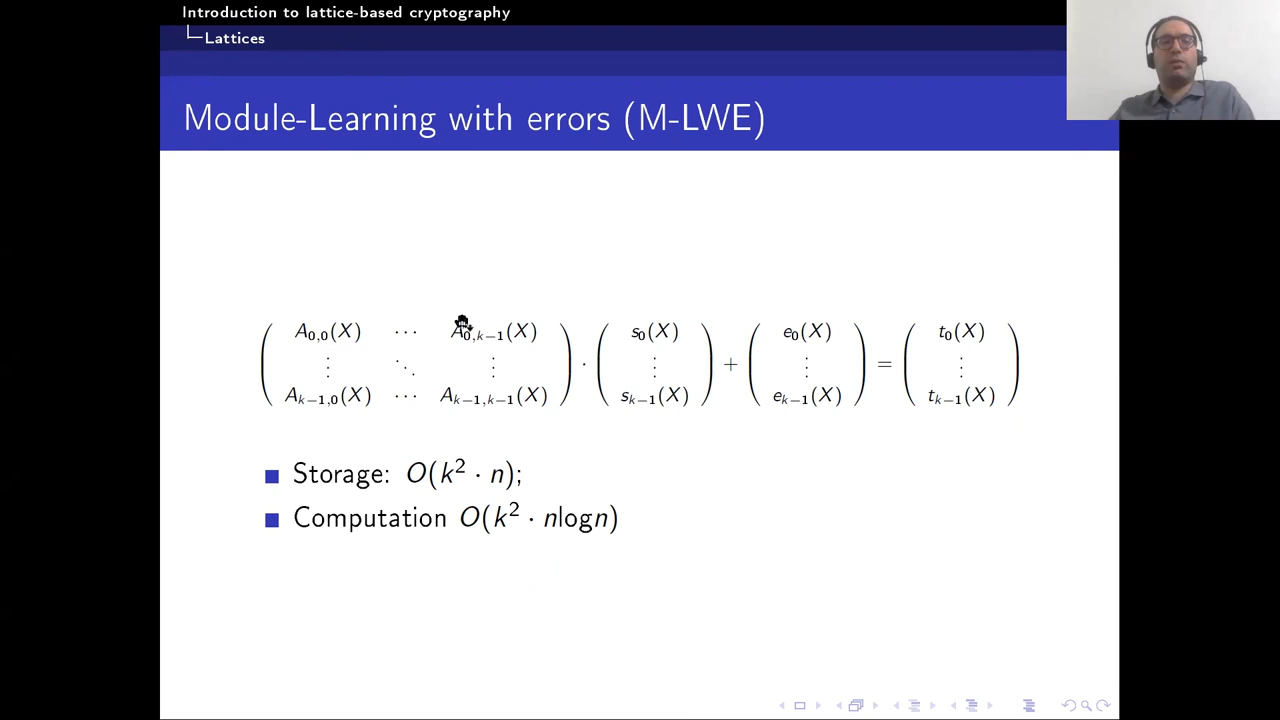 Introduction to lattice-based cryptography
Lattices
Module-Learning with errors (M-LWE)
A₀,₀(X) ⋯ A₀,ₖ₋₁(X) s₀(X) e₀(X) t₀(X)
⋮ ⋱ ⋮ · ⋮ + ⋮ = ⋮
Aₖ₋₁,₀(X) ⋯ Aₖ₋₁,ₖ₋₁(X) sₖ₋₁(X) eₖ₋₁(X) tₖ₋₁(X)
Storage: O(k² · n);
Computation O(k² · nlogn)